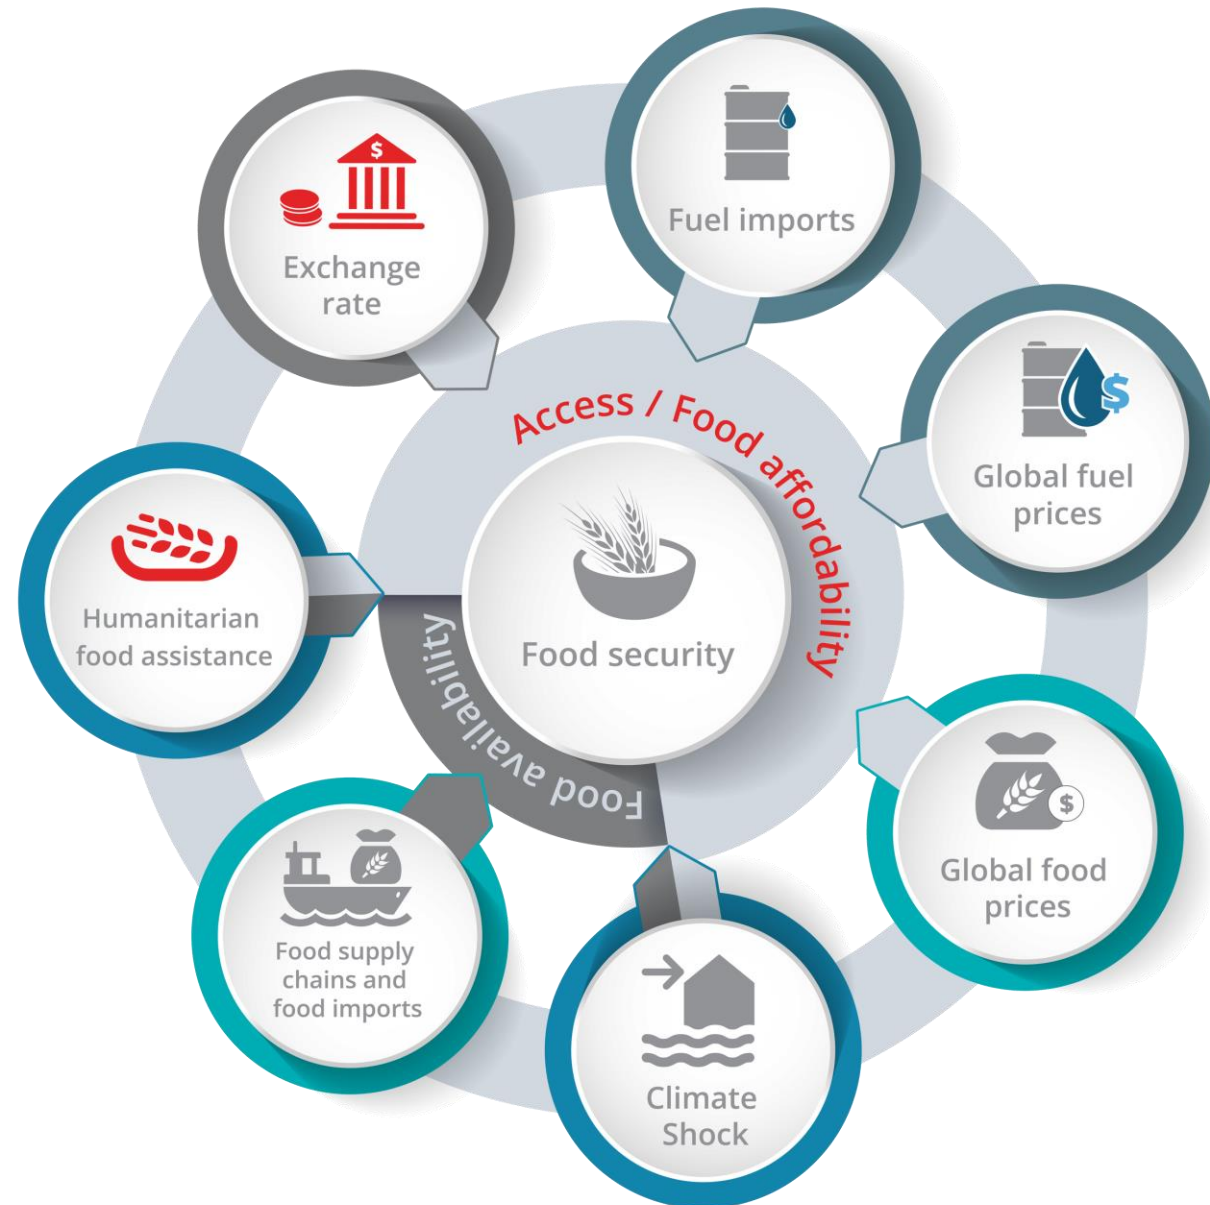 Fuel imports
$
Exchange
rate
$
Global fuel
prices
Access / Food affordability
Food security
Food availability
Humanitarian
food assistance
$
Global food
prices
Food supply
chains and
food imports
Climate
Shock